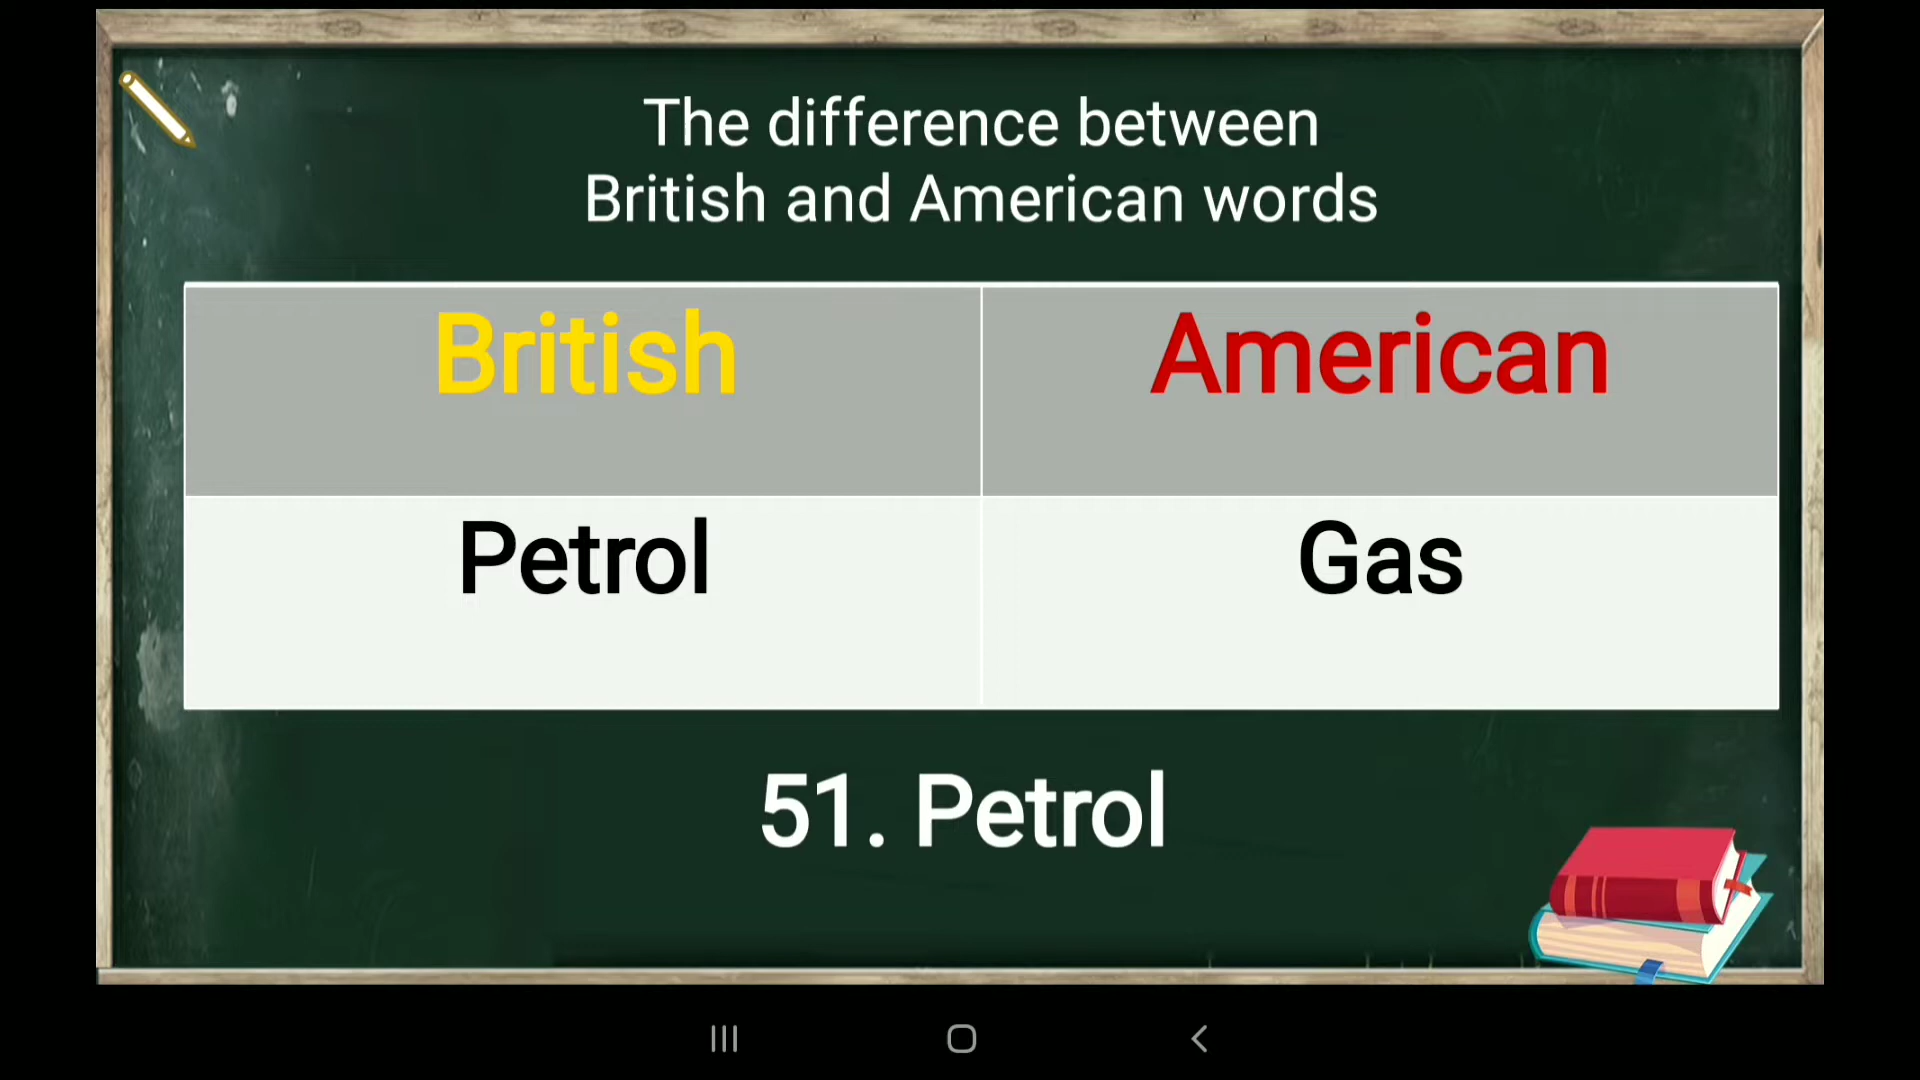 The difference between
British and American words
British
American
Petrol
Gas
51. Petrol